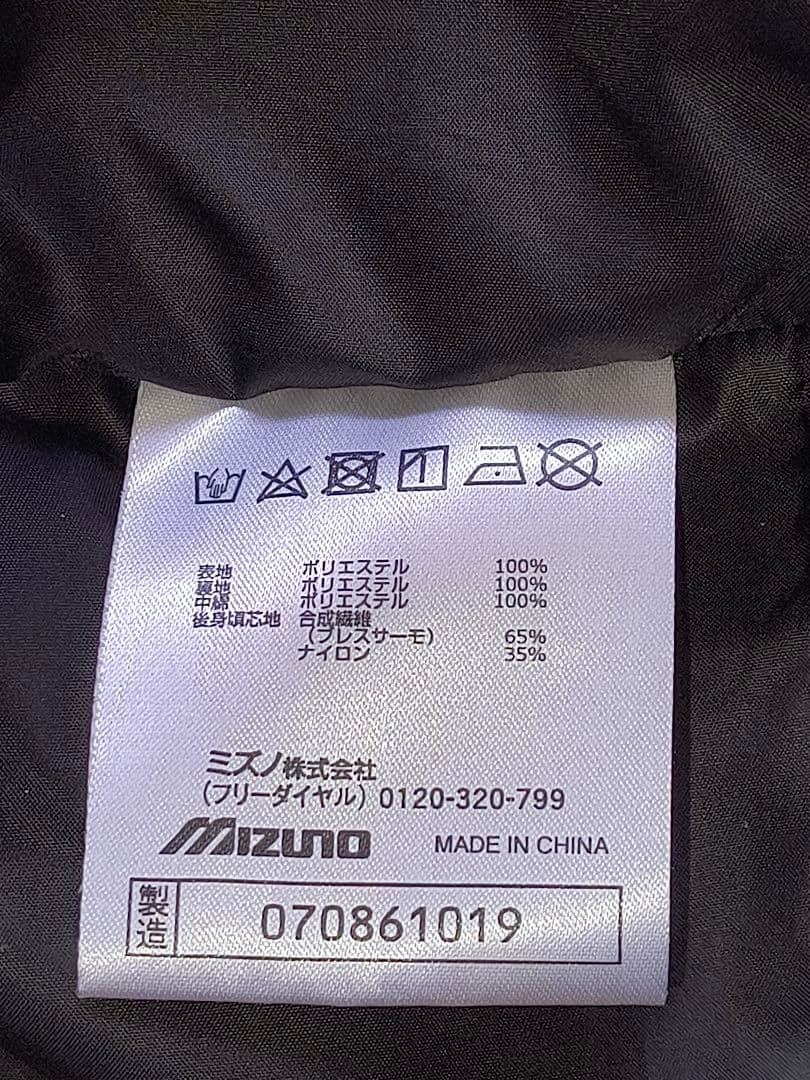 表地 ポリエステル 100%
裏地 ポリエステル 100%
中綿 ポリエステル 100%
後身頃芯地 合成繊維
(ブレスサーモ) 65%
ナイロン 35%
ミズノ株式会社
(フリーダイヤル) 0120-320-799
MIZUNO MADE IN CHINA
製造 070861019